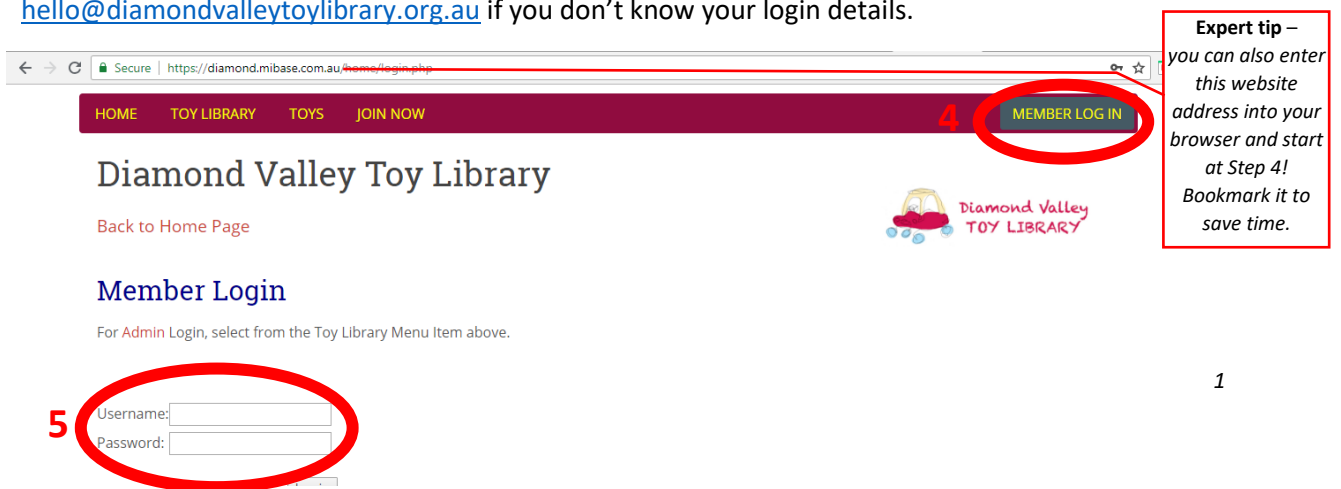 hello@diamondvalleytoylibrary.org.au if you don't know your login details.
Expert tip –
you can also enter
this website
address into your
browser and start
at Step 4!
Bookmark it to
save time.
Secure | https://diamond.mibase.com.au/home/login.php
HOME TOY LIBRARY TOYS JOIN NOW
4 MEMBER LOG IN
Diamond Valley Toy Library
Back to Home Page
Diamond Valley
TOY LIBRARY
Member Login
For Admin Login, select from the Toy Library Menu Item above.
1
5
Username:
Password: